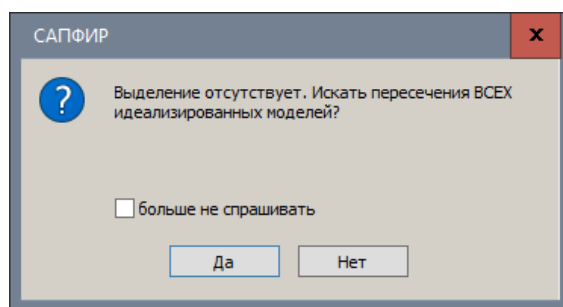 САПФИР
x
?
Выделение отсутствует. Искать пересечения ВСЕХ
идеализированных моделей?
больше не спрашивать
Да
Нет